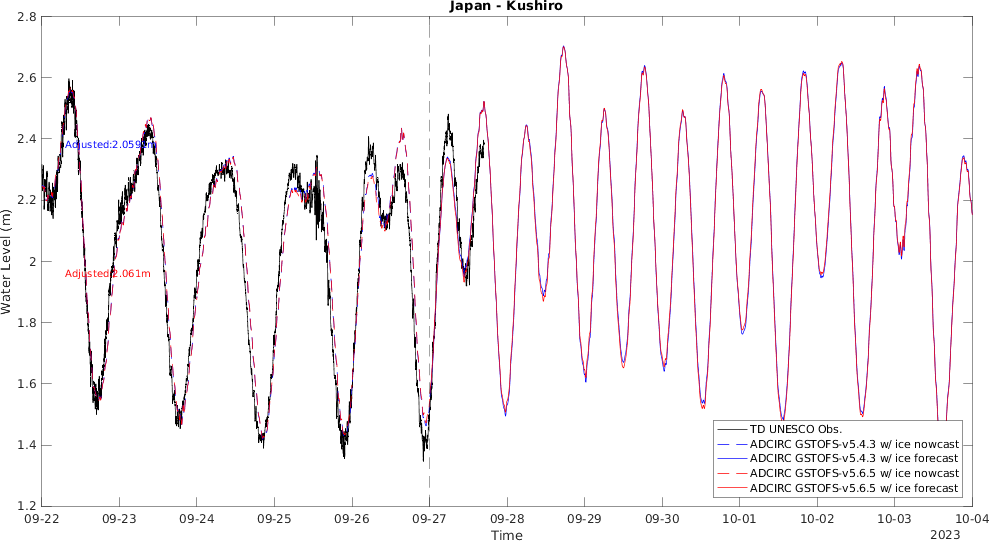 Japan - Kushiro
2.8
2.6
2.4
2.2
2
1.8
1.6
1.4
1.2
Water Level (m)
Adjusted:2.0592m
Adjusted:2.061m
TD UNESCO Obs.
ADCIRC GSTOFS-v5.4.3 w/ ice nowcast
ADCIRC GSTOFS-v5.4.3 w/ ice forecast
ADCIRC GSTOFS-v5.6.5 w/ ice nowcast
ADCIRC GSTOFS-v5.6.5 w/ ice forecast
09-22 09-23 09-24 09-25 09-26 09-27 09-28 09-29 09-30 10-01 10-02 10-03 10-04
Time
2023